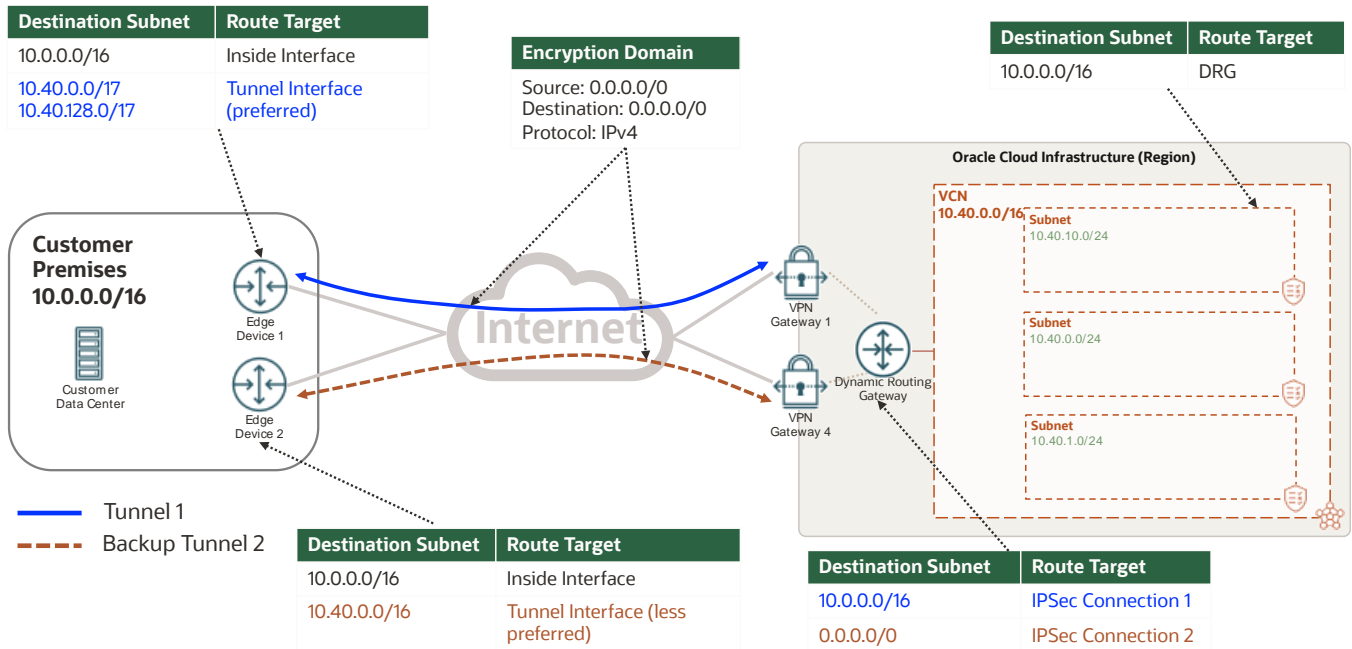 Destination Subnet Route Target
10.0.0.0/16 Inside Interface
10.40.0.0/17 Tunnel Interface
10.40.128.0/17 (preferred)
Encryption Domain
Source: 0.0.0.0/0
Destination: 0.0.0.0/0
Protocol: IPv4
Destination Subnet Route Target
10.0.0.0/16 DRG
Oracle Cloud Infrastructure (Region)
VCN
10.40.0.0/16
Subnet
10.40.10.0/24
Subnet
10.40.0.0/24
Subnet
10.40.1.0/24
Customer
Premises
10.0.0.0/16
Customer
Data Center
Edge
Device 1
Edge
Device 2
Internet
VPN
Gateway 1
VPN
Gateway 4
Dynamic Routing
Gateway
Tunnel 1
Backup Tunnel 2
Destination Subnet Route Target
10.0.0.0/16 Inside Interface
10.40.0.0/16 Tunnel Interface (less
preferred)
Destination Subnet Route Target
10.0.0.0/16 IPSec Connection 1
0.0.0.0/0 IPSec Connection 2